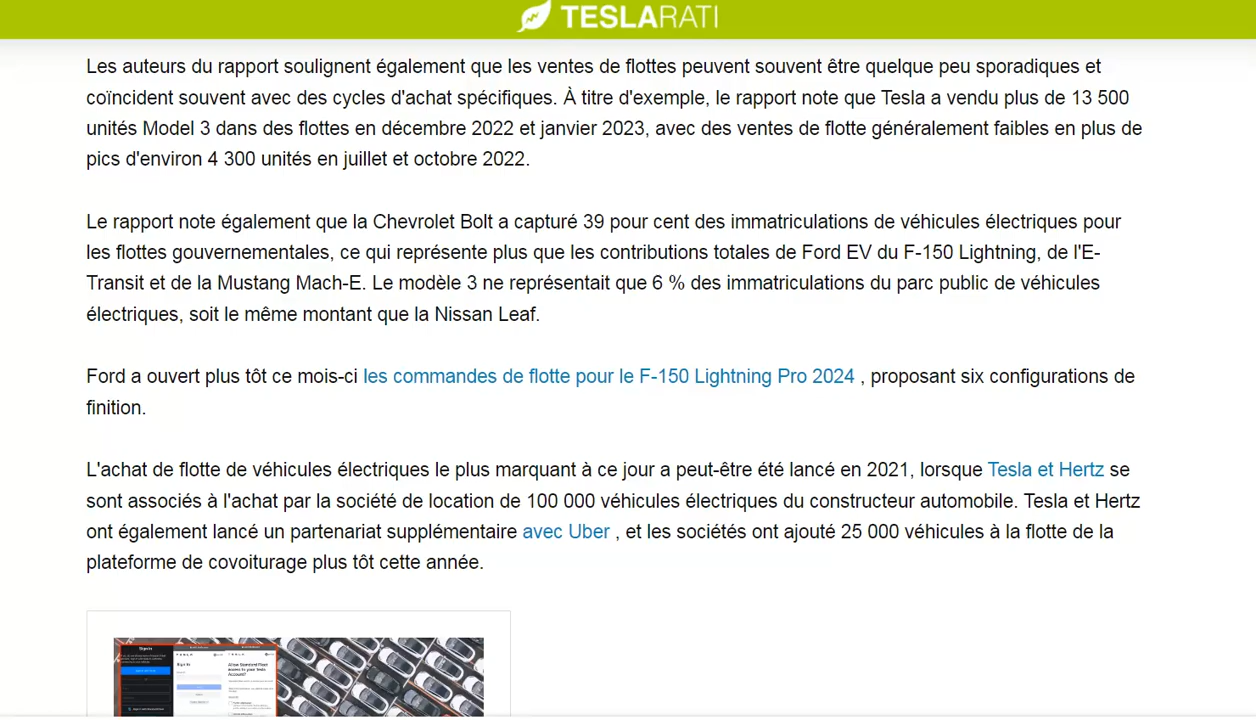 TESLARATI
Les auteurs du rapport soulignent également que les ventes de flottes peuvent souvent être quelque peu sporadiques et
coïncident souvent avec des cycles d'achat spécifiques. À titre d'exemple, le rapport note que Tesla a vendu plus de 13 500
unités Model 3 dans des flottes en décembre 2022 et janvier 2023, avec des ventes de flotte généralement faibles en plus de
pics d'environ 4 300 unités en juillet et octobre 2022.
Le rapport note également que la Chevrolet Bolt a capturé 39 pour cent des immatriculations de véhicules électriques pour
les flottes gouvernementales, ce qui représente plus que les contributions totales de Ford EV du F-150 Lightning, de l'E-
Transit et de la Mustang Mach-E. Le modèle 3 ne représentait que 6 % des immatriculations du parc public de véhicules
électriques, soit le même montant que la Nissan Leaf.
Ford a ouvert plus tôt ce mois-ci les commandes de flotte pour le F-150 Lightning Pro 2024 , proposant six configurations de
finition.
L'achat de flotte de véhicules électriques le plus marquant à ce jour a peut-être été lancé en 2021, lorsque Tesla et Hertz se
sont associés à l'achat par la société de location de 100 000 véhicules électriques du constructeur automobile. Tesla et Hertz
ont également lancé un partenariat supplémentaire avec Uber , et les sociétés ont ajouté 25 000 véhicules à la flotte de la
plateforme de covoiturage plus tôt cette année.
Sign In
Sign In